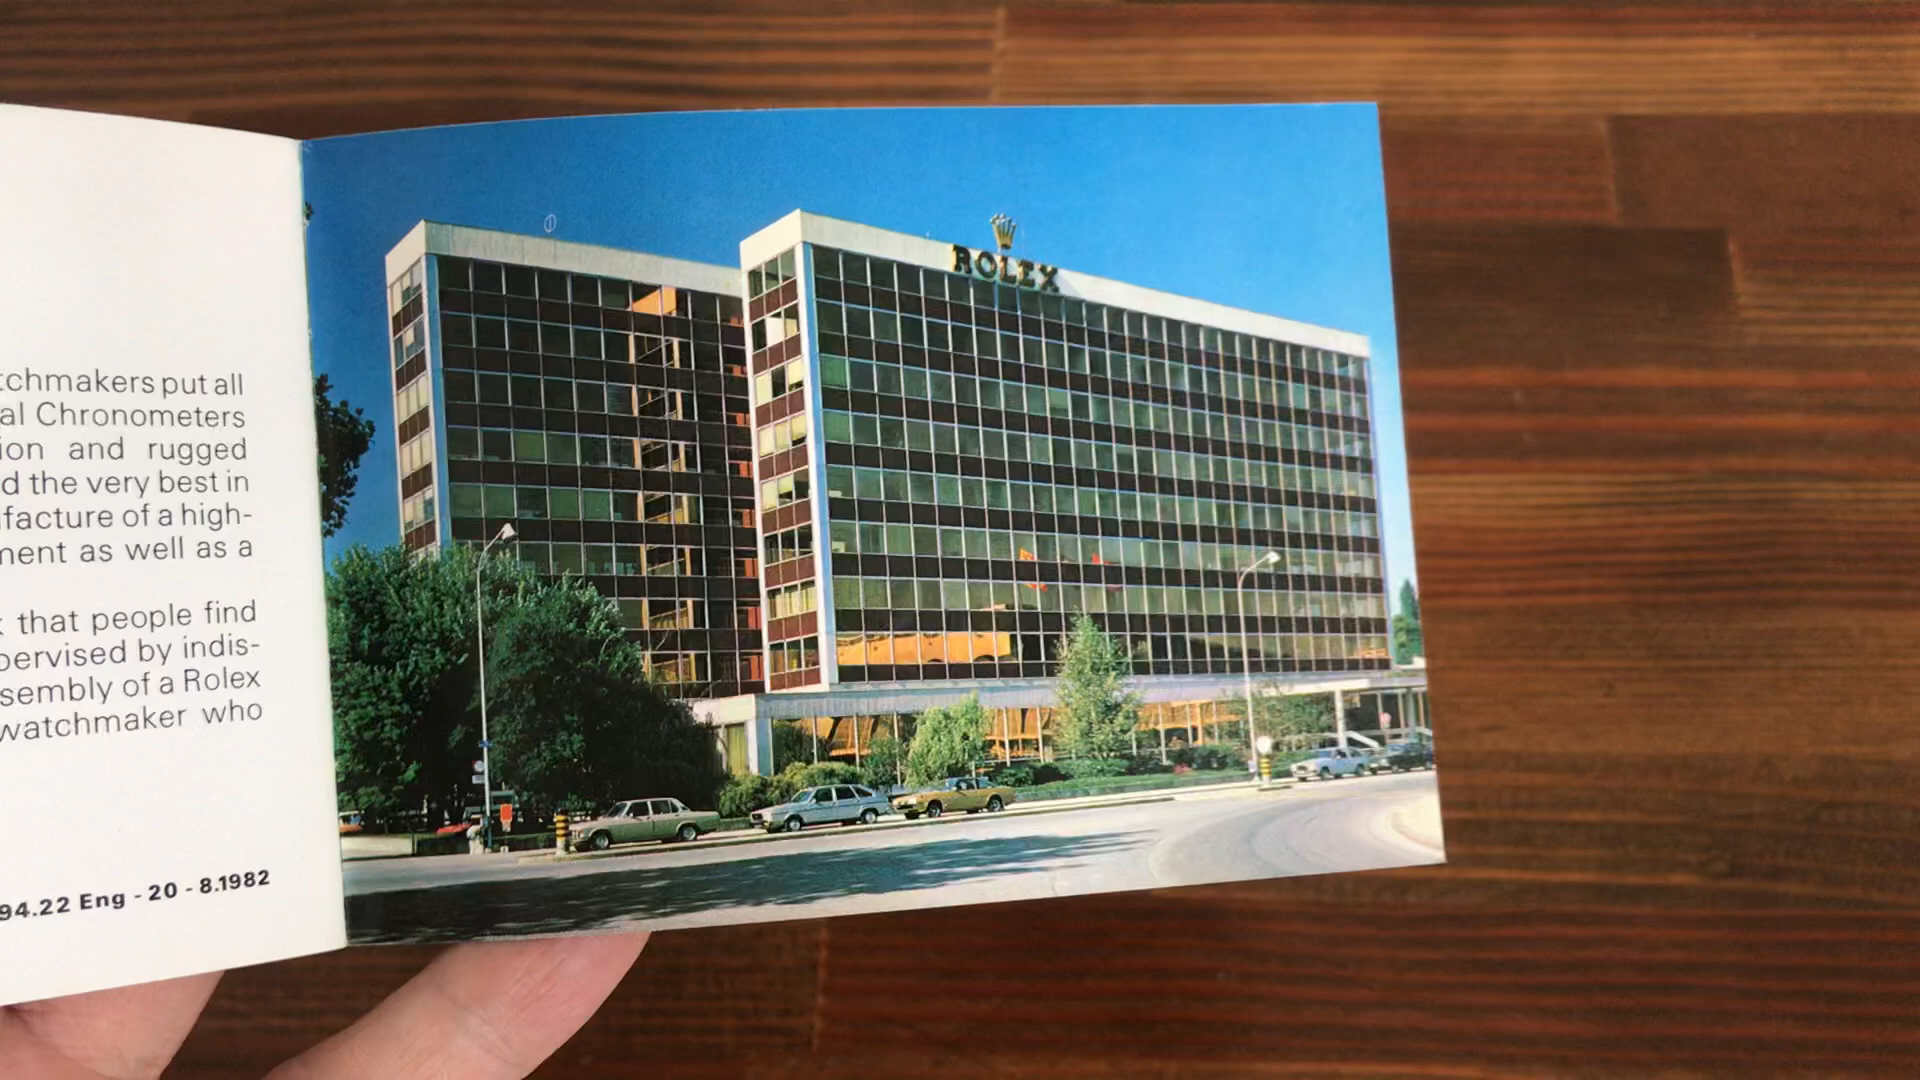 tchmakers put all
al Chronometers
ion and rugged
d the very best in
facture of a high-
ment as well as a
that people find
pervised by indis-
sembly of a Rolex
watchmaker who
94.22 Eng - 20 - 8.1982
ROLEX